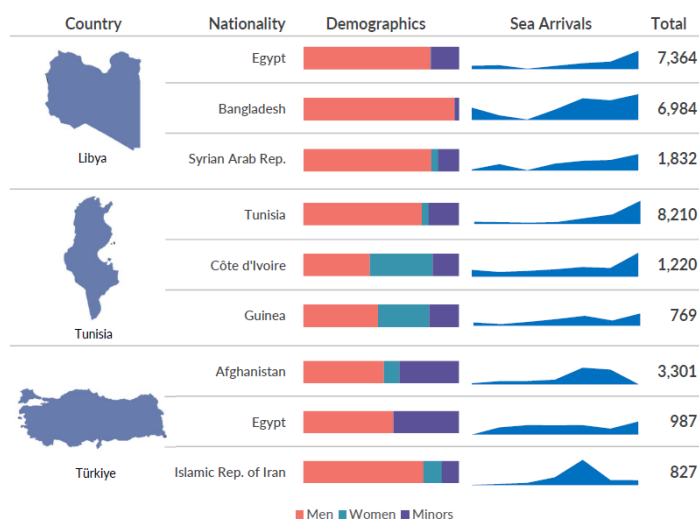 Country Nationality Demographics Sea Arrivals Total
Egypt 7,364
Bangladesh 6,984
Libya
Syrian Arab Rep. 1,832
Tunisia 8,210
Côte d'Ivoire 1,220
Guinea 769
Tunisia
Afghanistan 3,301
Egypt 987
Türkiye
Islamic Rep. of Iran 827
Men Women Minors